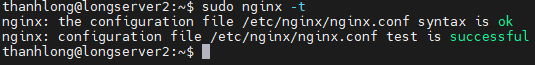 thanhlong@longserver2:~$ sudo nginx -t
nginx: the configuration file /etc/nginx/nginx.conf syntax is ok
nginx: configuration file /etc/nginx/nginx.conf test is successful
thanhlong@longserver2:~$